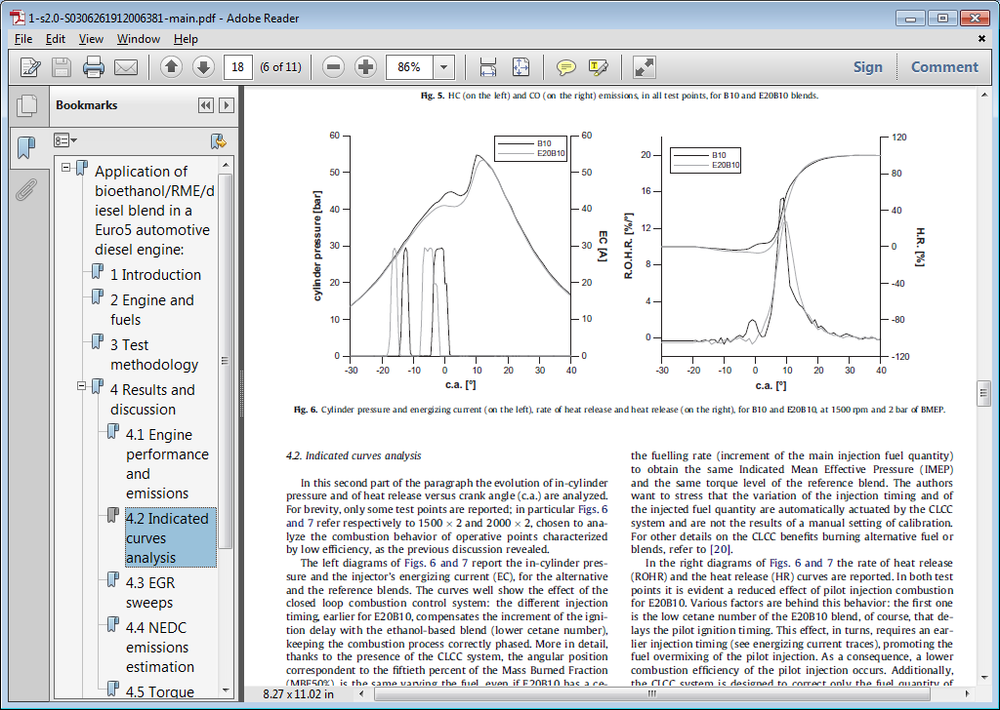 1-s2.0-S0306261912006381-main.pdf - Adobe Reader
File Edit View Window Help
18 (6 of 11) 86% Sign Comment
Bookmarks
Application of
bioethanol/RME/d
iesel blend in a
Euro5 automotive
diesel engine:
1 Introduction
2 Engine and
fuels
3 Test
methodology
4 Results and
discussion
4.1 Engine
performance
and
emissions
4.2 Indicated
curves
analysis
4.3 EGR
sweeps
4.4 NEDC
emissions
estimation
4.5 Torque
Fig. 5. HC (on the left) and CO (on the right) emissions, in all test points, for B10 and E20B10 blends.
B10
E20B10
60
50
40
30
20
10
0
cylinder pressure [bar]
60
50
40
30
20
10
0
EC [A]
-30 -20 -10 0 10 20 30 40
c.a. [°]
B10
E20B10
20
16
12
8
4
0
R.O.H.R. [%/°]
120
80
40
0
-40
-80
-120
H.R. [%]
-30 -20 -10 0 10 20 30 40
c.a. [°]
Fig. 6. Cylinder pressure and energizing current (on the left), rate of heat release and heat release (on the right), for B10 and E20B10, at 1500 rpm and 2 bar of BMEP.
4.2. Indicated curves analysis
In this second part of the paragraph the evolution of in-cylinder
pressure and of heat release versus crank angle (c.a.) are analyzed.
For brevity, only some test points are reported; in particular Figs. 6
and 7 refer respectively to 1500 × 2 and 2000 × 2, chosen to ana-
lyze the combustion behavior of operative points characterized
by low efficiency, as the previous discussion revealed.
The left diagrams of Figs. 6 and 7 report the in-cylinder pres-
sure and the injector's energizing current (EC), for the alternative
and the reference blends. The curves well show the effect of the
closed loop combustion control system: the different injection
timing, earlier for E20B10, compensates the increment of the igni-
tion delay with the ethanol-based blend (lower cetane number),
keeping the combustion process correctly phased. More in detail,
thanks to the presence of the CLCC system, the angular position
correspondent to the fiftieth percent of the Mass Burned Fraction
(MBF50%) is the same varying the fuel, even if E20B10 has a ce-
the fuelling rate (increment of the main injection fuel quantity)
to obtain the same Indicated Mean Effective Pressure (IMEP)
and the same torque level of the reference blend. The authors
want to stress that the variation of the injection timing and of
the injected fuel quantity are automatically actuated by the CLCC
system and are not the results of a manual setting of calibration.
For other details on the CLCC benefits burning alternative fuel or
blends, refer to [20].
In the right diagrams of Figs. 6 and 7 the rate of heat release
(ROHR) and the heat release (HR) curves are reported. In both test
points it is evident a reduced effect of pilot injection combustion
for E20B10. Various factors are behind this behavior: the first one
is the low cetane number of the E20B10 blend, of course, that de-
lays the pilot ignition timing. This effect, in turns, requires an ear-
lier injection timing (see energizing current traces), promoting the
fuel overmixing of the pilot injection. As a consequence, a lower
combustion efficiency of the pilot injection occurs. Additionally,
the CLCC system is designed to correct only the fuel quantity of
8.27 x 11.02 in